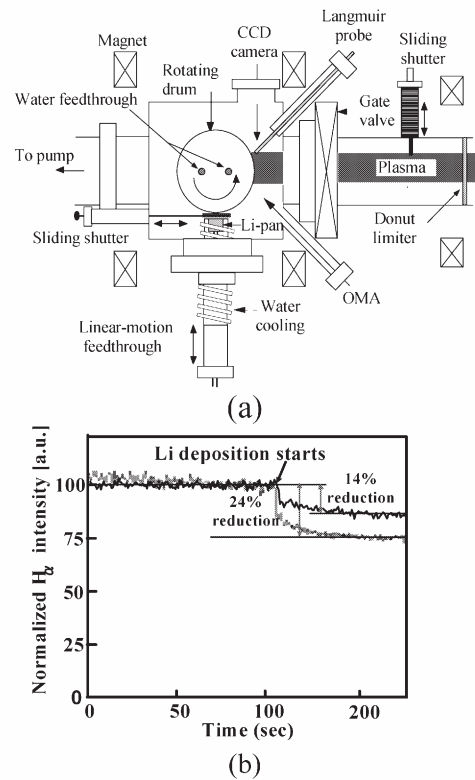 (a)
Magnet
CCD
camera
Langmuir
probe
Sliding
shutter
Rotating
drum
Water feedthrough
Gate
valve
To pump
Plasma
Sliding shutter
Li-pan
Donut
limiter
OMA
Water
cooling
Linear-motion
feedthrough
(a)
Normalized Hα intensity [a.u.]
Li deposition starts
100
14%
reduction
24%
reduction
75
50
25
0
0
50
100
200
Time (sec)
(b)